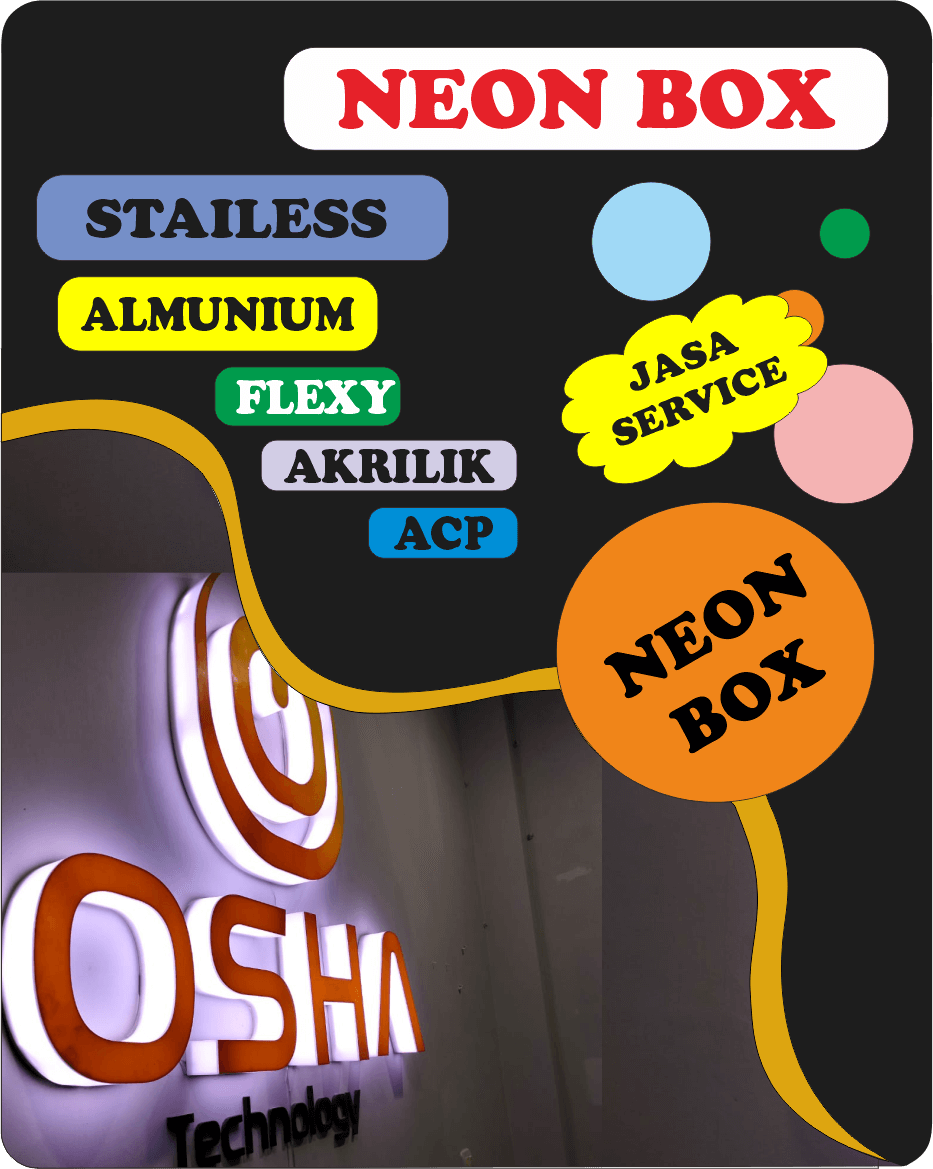 NEON BOX
STAILESS
ALMUNIUM
FLEXY
AKRILIK
ACP
JASA
SERVICE
NEON
BOX
OSHA
Technology